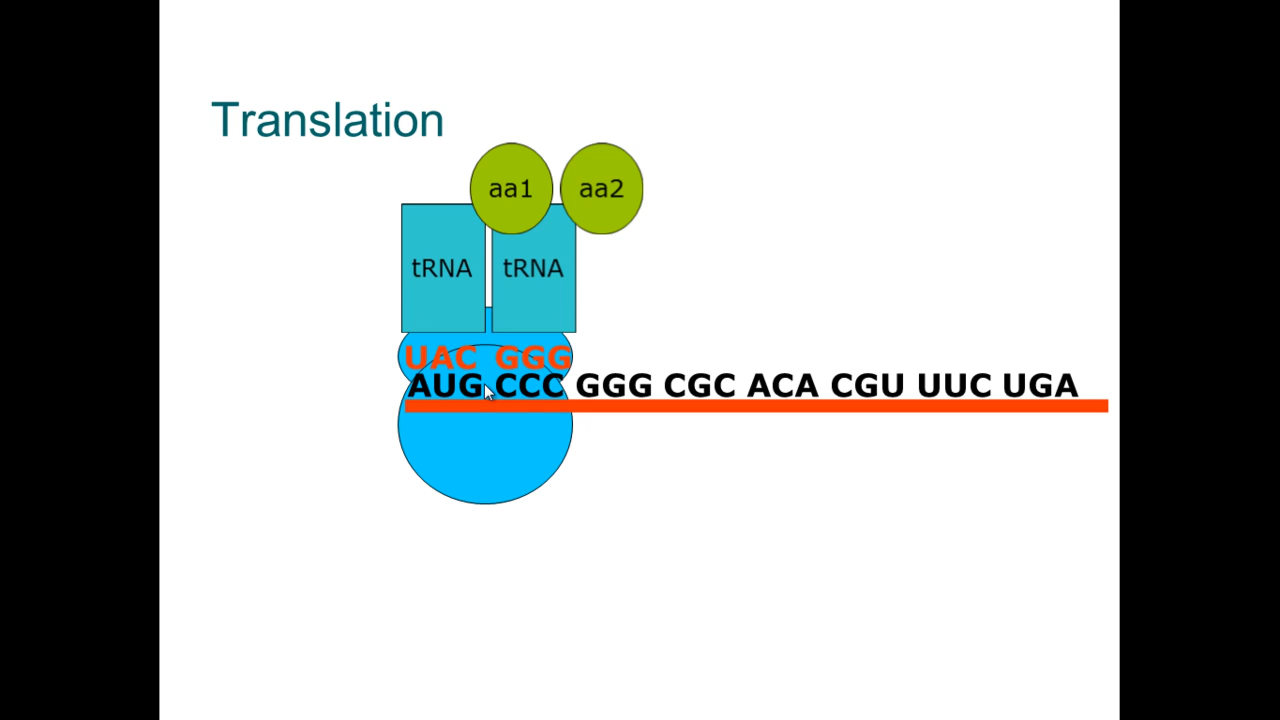 Translation
aa1 aa2
tRNA tRNA
UAC GGG
AUG CCC GGG CGC ACA CGU UUC UGA